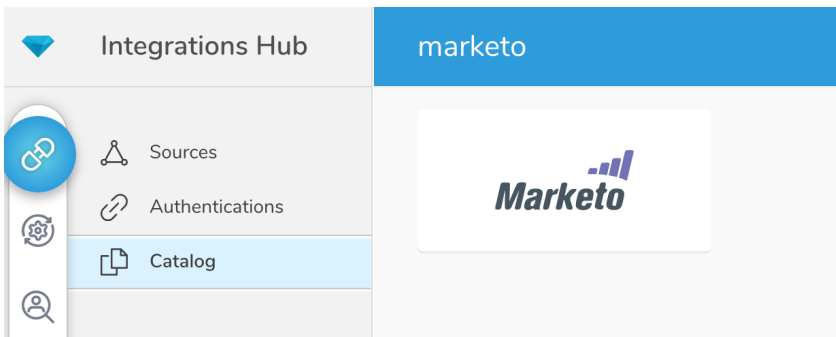 Integrations Hub
marketo
Sources
Authentications
Catalog
Marketo